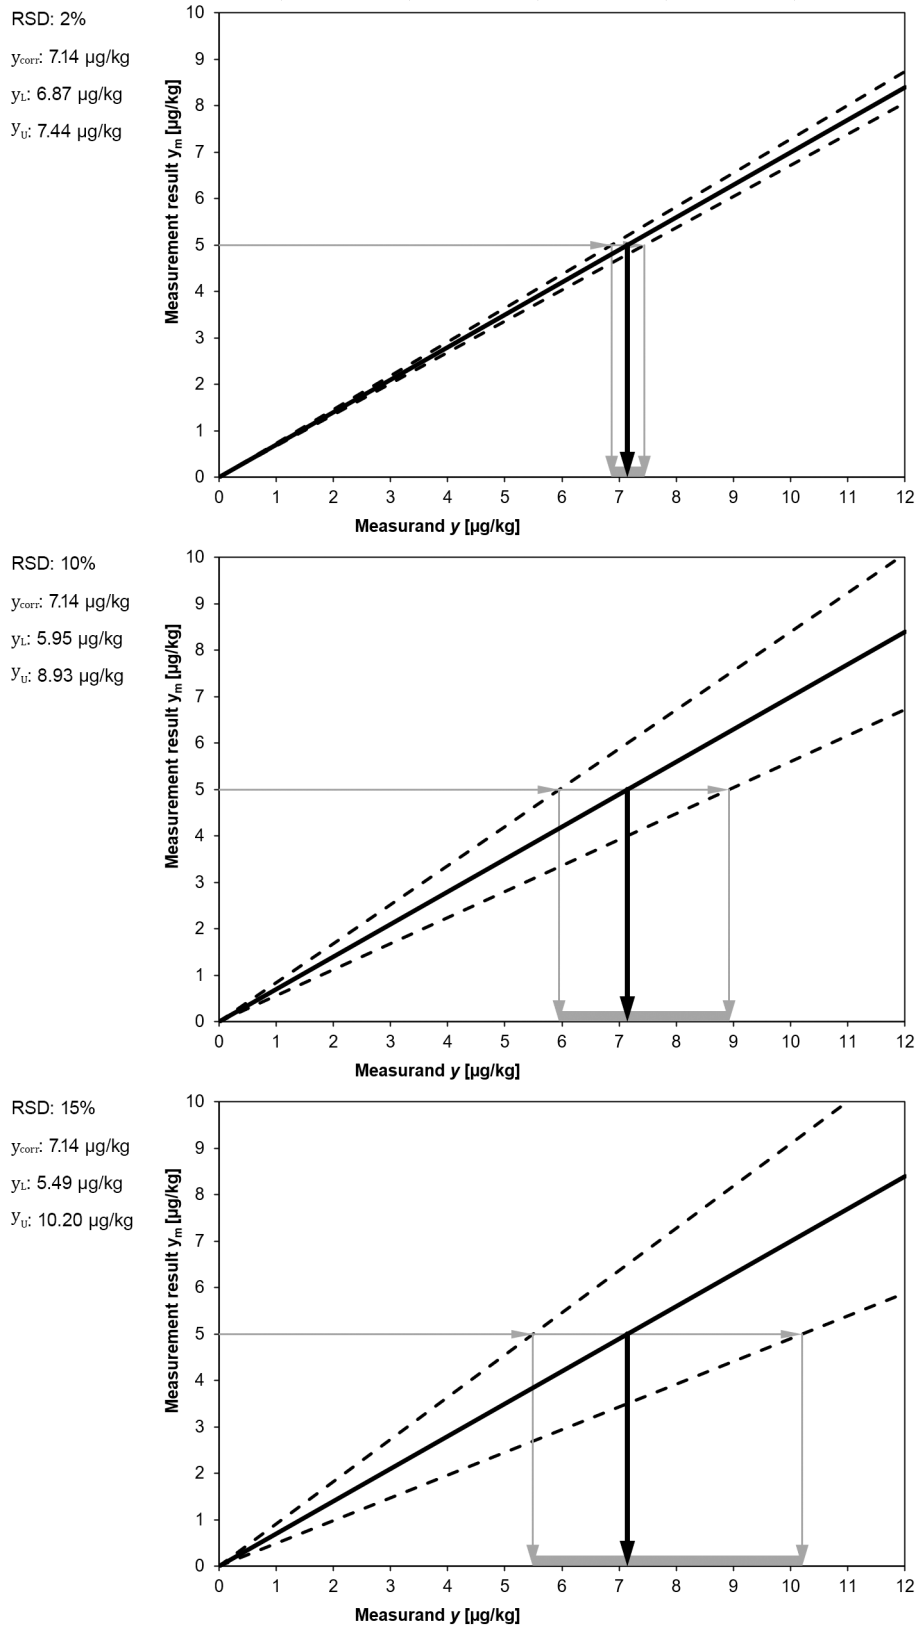 RSD: 2%
ycorr: 7.14 µg/kg
yL: 6.87 µg/kg
yU: 7.44 µg/kg
Measurement result ym [µg/kg]
10
9
8
7
6
5
4
3
2
1
0
0 1 2 3 4 5 6 7 8 9 10 11 12
Measurand y [µg/kg]
RSD: 10%
ycorr: 7.14 µg/kg
yL: 5.95 µg/kg
yU: 8.93 µg/kg
Measurement result ym [µg/kg]
10
9
8
7
6
5
4
3
2
1
0
0 1 2 3 4 5 6 7 8 9 10 11 12
Measurand y [µg/kg]
RSD: 15%
ycorr: 7.14 µg/kg
yL: 5.49 µg/kg
yU: 10.20 µg/kg
Measurement result ym [µg/kg]
10
9
8
7
6
5
4
3
2
1
0
0 1 2 3 4 5 6 7 8 9 10 11 12
Measurand y [µg/kg]